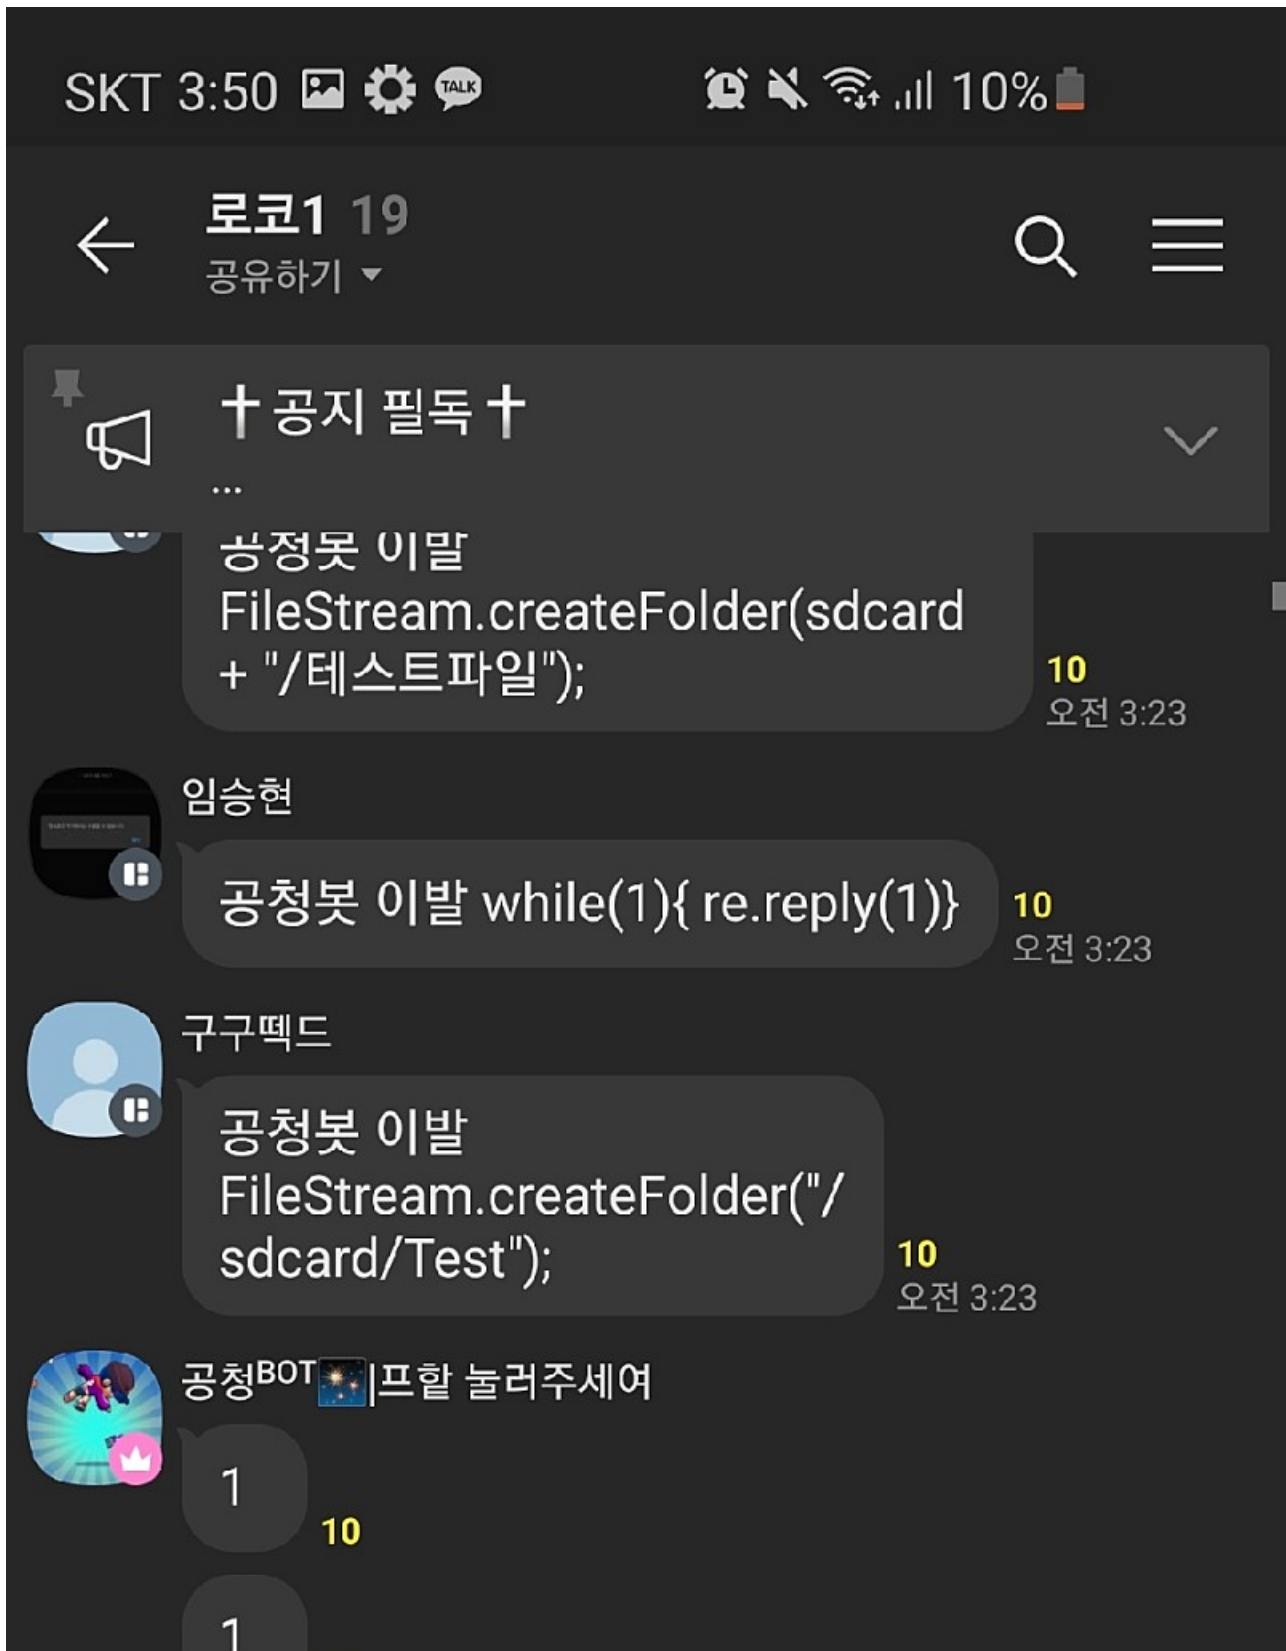 SKT 3:50 TALK 10%
로코1 19
공유하기
✝공지 필독✝
...
공청봇 이발
FileStream.createFolder(sdcard
+ "/테스트파일");
10
오전 3:23
임승현
공청봇 이발 while(1){ re.reply(1)}
10
오전 3:23
구구떽드
공청봇 이발
FileStream.createFolder("/
sdcard/Test");
10
오전 3:23
공청ᴮᴼᵀ🎇|프핱 눌러주세여
1
10
1